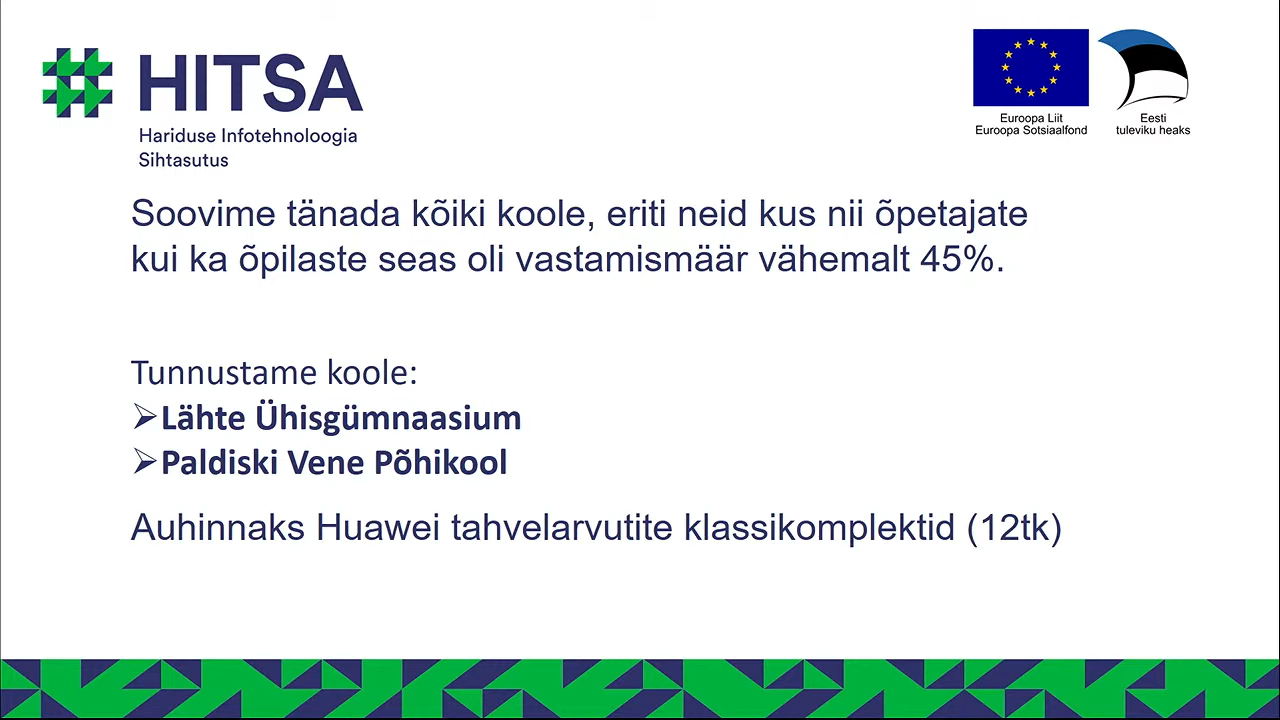 HITSA
Hariduse Infotehnoloogia
Sihtasutus
Euroopa Liit
Euroopa Sotsiaalfond
Eesti
tuleviku heaks
Soovime tänada kõiki koole, eriti neid kus nii õpetajate
kui ka õpilaste seas oli vastamismäär vähemalt 45%.
Tunnustame koole:
➢Lähte Ühisgümnaasium
➢Paldiski Vene Põhikool
Auhinnaks Huawei tahvelarvutite klassikomplektid (12tk)